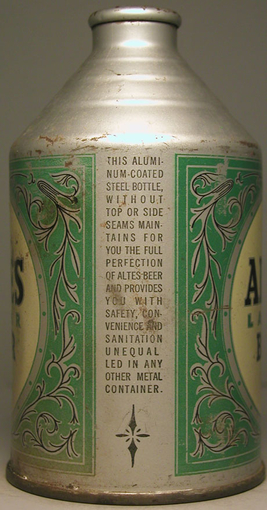 THIS ALUMI-
NUM-COATED
STEEL BOTTLE,
WITHOUT
TOP OR SIDE
SEAMS MAIN-
TAINS FOR
YOU THE FULL
PERFECTION
OF ALTES BEER
AND PROVIDES
YOU WITH
SAFETY, CON-
VENIENCE AND
SANITATION
UNEQUAL
LED IN ANY
OTHER METAL
CONTAINER.